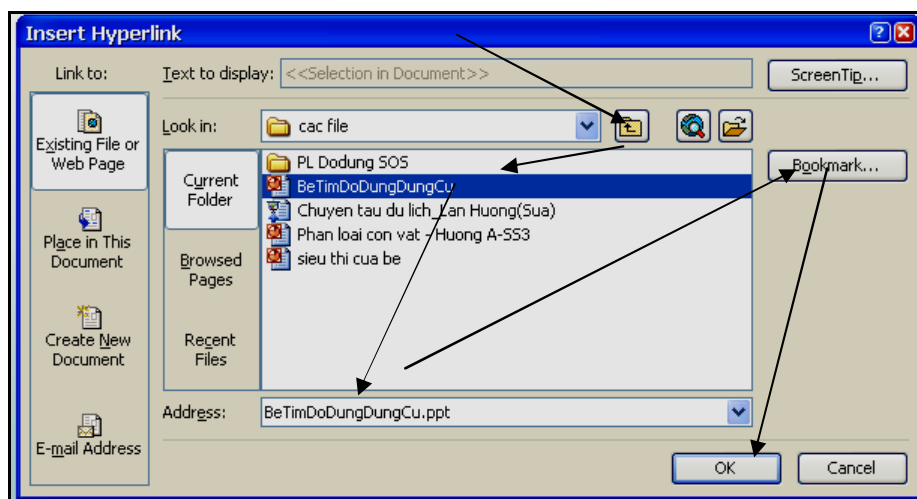 Insert Hyperlink
Link to:
Text to display: <<Selection in Document>>
ScreenTip...
Existing File or
Web Page
Place in This
Document
Create New
Document
E-mail Address
Look in: cac file
Current
Folder
Browsed
Pages
Recent
Files
PL Dodung SOS
BeTimDoDungDungCu
Chuyen tau du lich_Lan Huong(Sua)
Phan loai con vat - Huong A-SS3
sieu thi cua be
Bookmark...
Address: BeTimDoDungDungCu.ppt
OK
Cancel